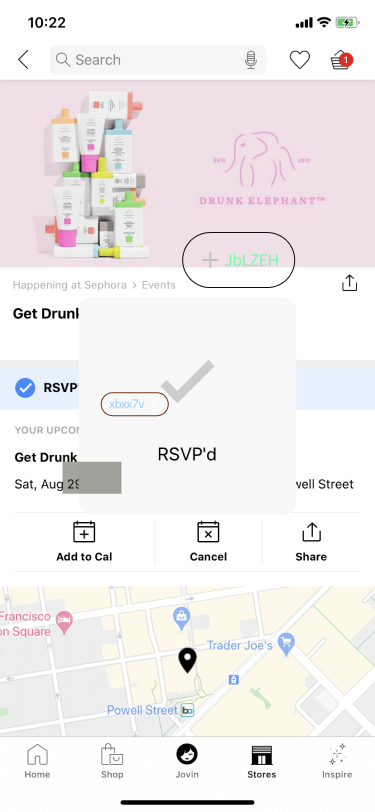 10:22
Search
1
ESTD 2012
DRUNK ELEPHANT™
JbLZEH
Happening at Sephora > Events
Get Drunk
RSVP'
xbxx7v
YOUR UPCOM
RSVP'd
Get Drunk
Sat, Aug 29
well Street
Add to Cal
Cancel
Share
Francisco
on Square
Trader Joe's
Powell Street
Home
Shop
Jovin
Stores
Inspire